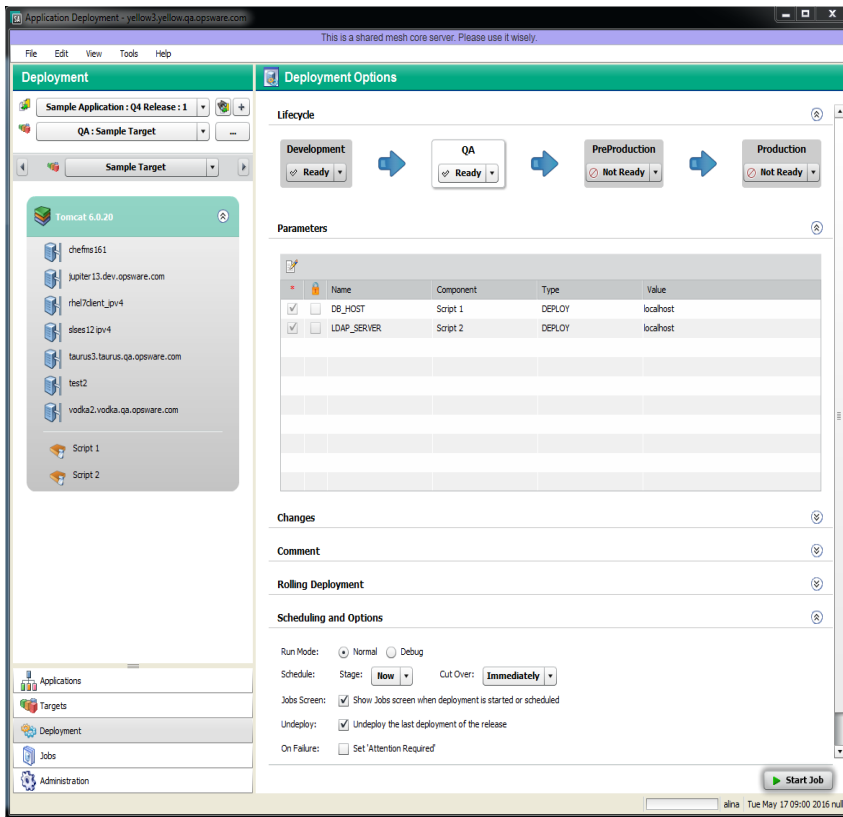 Application Deployment - yellow3.yellow.qa.opsware.com
This is a shared mesh core server. Please use it wisely.
File Edit View Tools Help
Deployment
Sample Application : Q4 Release : 1
QA : Sample Target
...
Sample Target
Tomcat 6.0.20
chefms161
jupiter13.dev.opsware.com
rhel7client_ipv4
slses12 ipv4
taurus3.taurus.qa.opsware.com
test2
vodka2.vodka.qa.opsware.com
Script 1
Script 2
Applications
Targets
Deployment
Jobs
Administration
Deployment Options
Lifecycle
Development QA PreProduction Production
Ready Ready Not Ready Not Ready
Parameters
* Name Component Type Value
DB_HOST Script 1 DEPLOY localhost
LDAP_SERVER Script 2 DEPLOY localhost
Changes
Comment
Rolling Deployment
Scheduling and Options
Run Mode: Normal Debug
Schedule: Stage: Now Cut Over: Immediately
Jobs Screen: Show Jobs screen when deployment is started or scheduled
Undeploy: Undeploy the last deployment of the release
On Failure: Set 'Attention Required'
Start Job
alina Tue May 17 09:00 2016 null